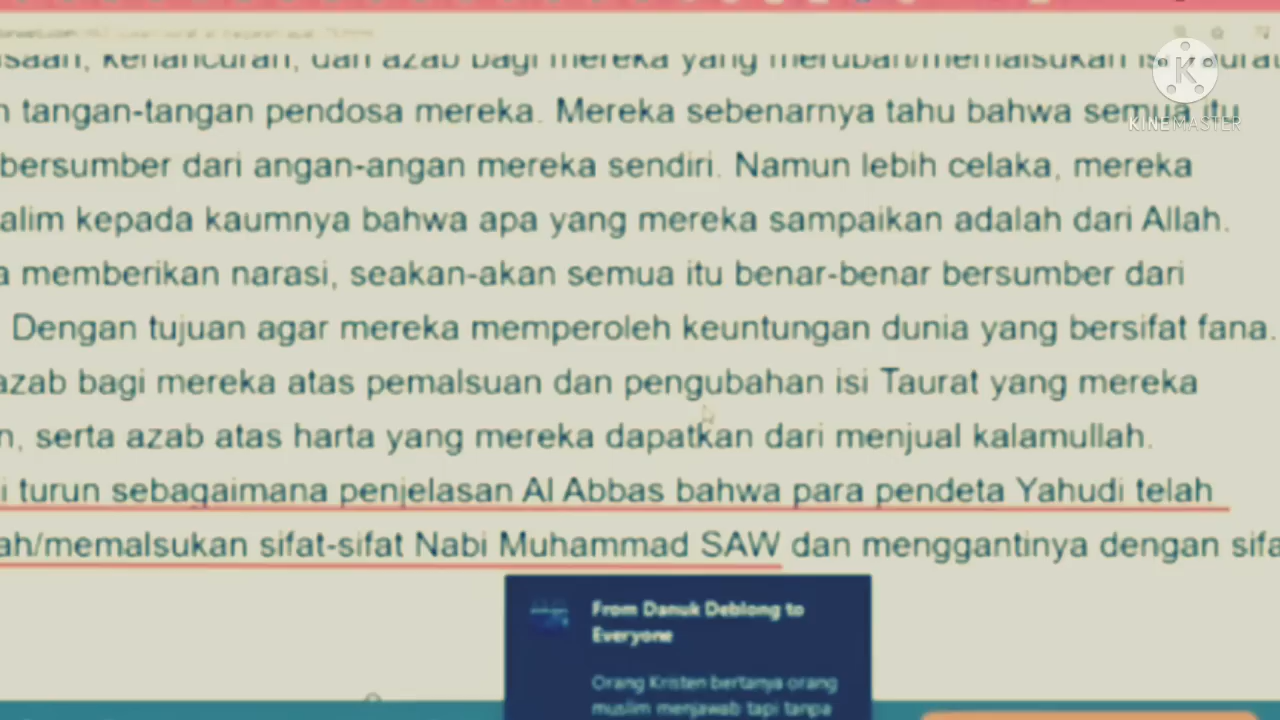 dan azab bagi mereka yang
tangan-tangan pendosa mereka. Mereka sebenarnya tahu bahwa semua itu
bersumber dari angan-angan mereka sendiri. Namun lebih celaka, mereka
alim kepada kaumnya bahwa apa yang mereka sampaikan adalah dari Allah.
a memberikan narasi, seakan-akan semua itu benar-benar bersumber dari
Dengan tujuan agar mereka memperoleh keuntungan dunia yang bersifat fana.
azab bagi mereka atas pemalsuan dan pengubahan isi Taurat yang mereka
n, serta azab atas harta yang mereka dapatkan dari menjual kalamullah.
i turun sebagaimana penjelasan Al Abbas bahwa para pendeta Yahudi telah
ah/memalsukan sifat-sifat Nabi Muhammad SAW dan menggantinya dengan sifa
K
KINEMASTER
From Danuk Deblong to
Everyone
Orang Kristen bertanya orang
muslim menjawab tapi tanpa